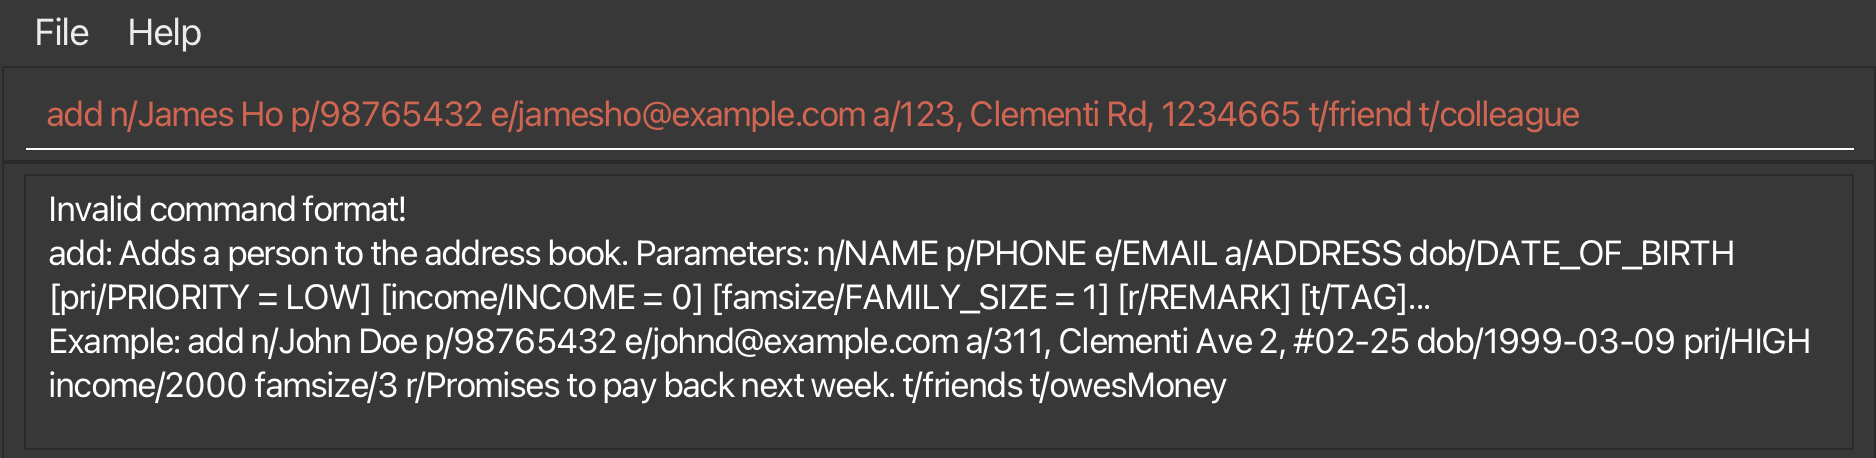 File Help
add n/James Ho p/98765432 e/jamesho@example.com a/123, Clementi Rd, 1234665 t/friend t/colleague
Invalid command format!
add: Adds a person to the address book. Parameters: n/NAME p/PHONE e/EMAIL a/ADDRESS dob/DATE_OF_BIRTH
[pri/PRIORITY = LOW] [income/INCOME = 0] [famsize/FAMILY_SIZE = 1] [r/REMARK] [t/TAG]...
Example: add n/John Doe p/98765432 e/johnd@example.com a/311, Clementi Ave 2, #02-25 dob/1999-03-09 pri/HIGH
income/2000 famsize/3 r/Promises to pay back next week. t/friends t/owesMoney